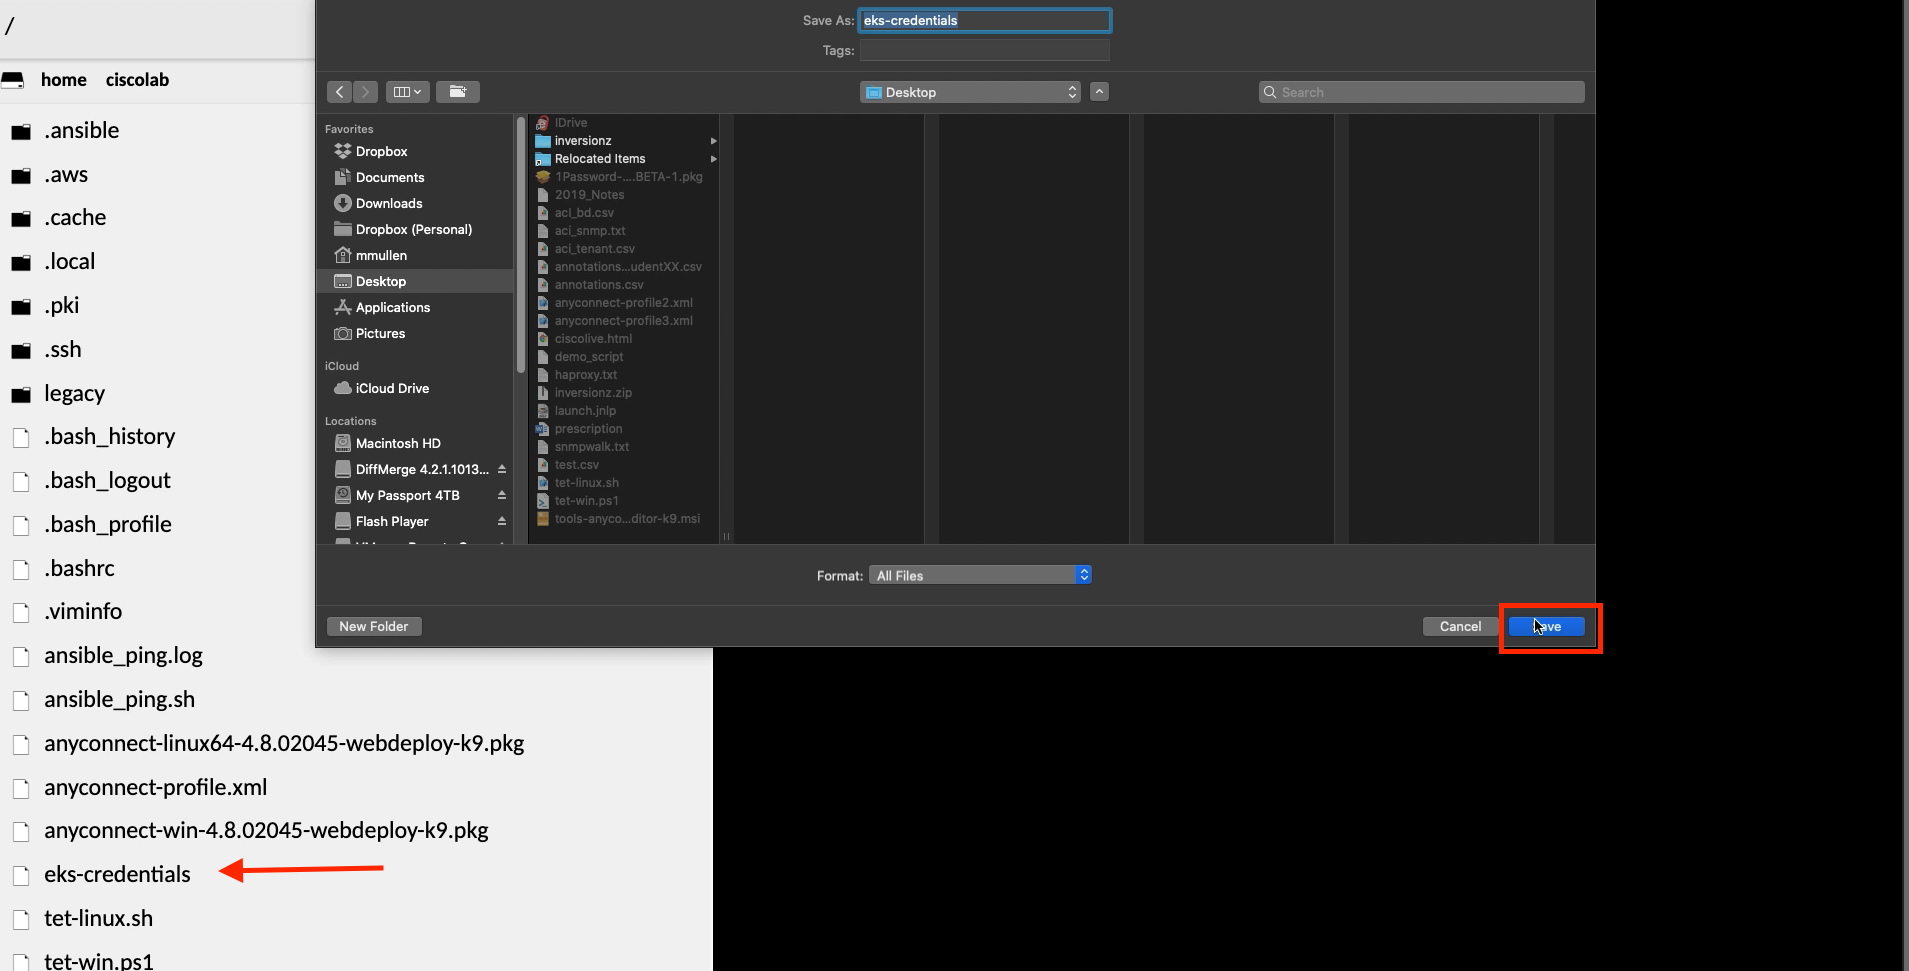 /
home ciscolab
.ansible
.aws
.cache
.local
.pki
.ssh
legacy
.bash_history
.bash_logout
.bash_profile
.bashrc
.viminfo
ansible_ping.log
ansible_ping.sh
anyconnect-linux64-4.8.02045-webdeploy-k9.pkg
anyconnect-profile.xml
anyconnect-win-4.8.02045-webdeploy-k9.pkg
eks-credentials
tet-linux.sh
tet-win.ps1
Save As: eks-credentials
Tags:
Desktop
Search
Favorites
Dropbox
Documents
Downloads
Dropbox (Personal)
mmullen
Desktop
Applications
Pictures
iCloud
iCloud Drive
Locations
Macintosh HD
DiffMerge 4.2.1.1013...
My Passport 4TB
Flash Player
IDrive
inversionz
Relocated Items
1Password-....BETA-1.pkg
2019_Notes
acl_bd.csv
aci_snmp.txt
aci_tenant.csv
annotations...udentXX.csv
annotations.csv
anyconnect-profile2.xml
anyconnect-profile3.xml
ciscolive.html
demo_script
haproxy.txt
inversionz.zip
launch.jnlp
prescription
snmpwalk.txt
test.csv
tet-linux.sh
tet-win.ps1
tools-anyco...ditor-k9.msi
Format: All Files
New Folder
Cancel